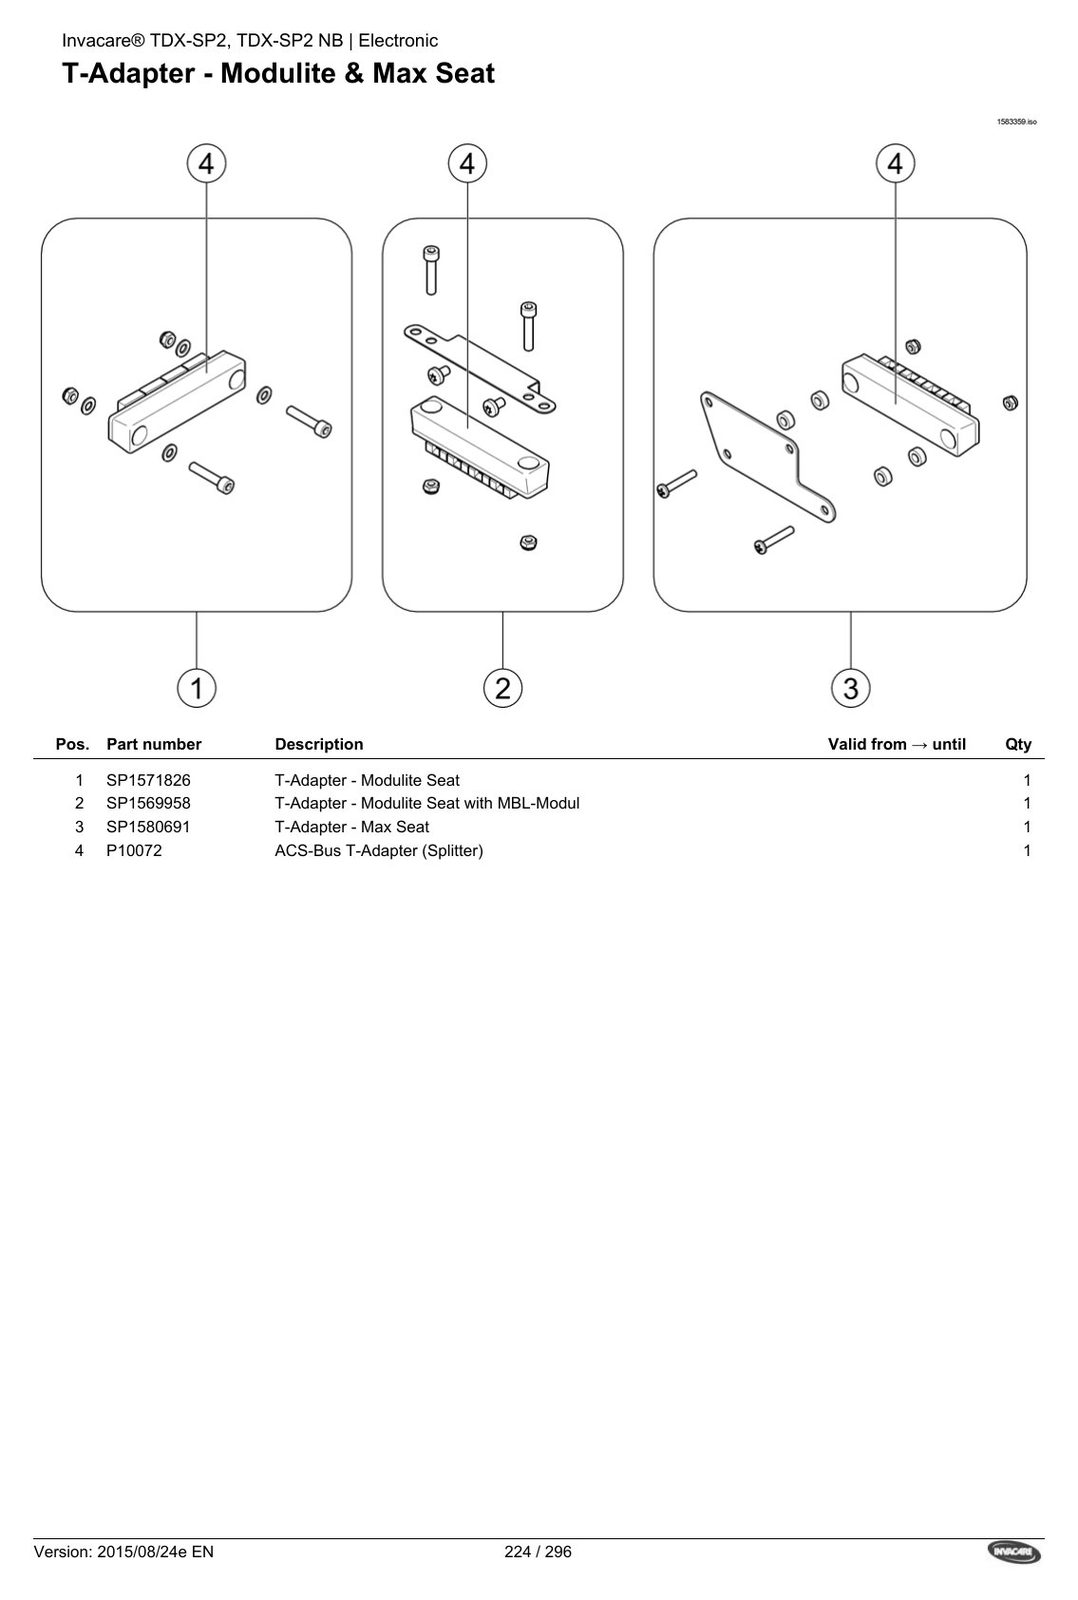 Invacare® TDX-SP2, TDX-SP2 NB | Electronic
T-Adapter - Modulite & Max Seat
1583359.iso
4 4 4
1 2 3
Pos. Part number Description Valid from → until Qty
1 SP1571826 T-Adapter - Modulite Seat 1
2 SP1569958 T-Adapter - Modulite Seat with MBL-Modul 1
3 SP1580691 T-Adapter - Max Seat 1
4 P10072 ACS-Bus T-Adapter (Splitter) 1
Version: 2015/08/24e EN 224 / 296 INVACARE